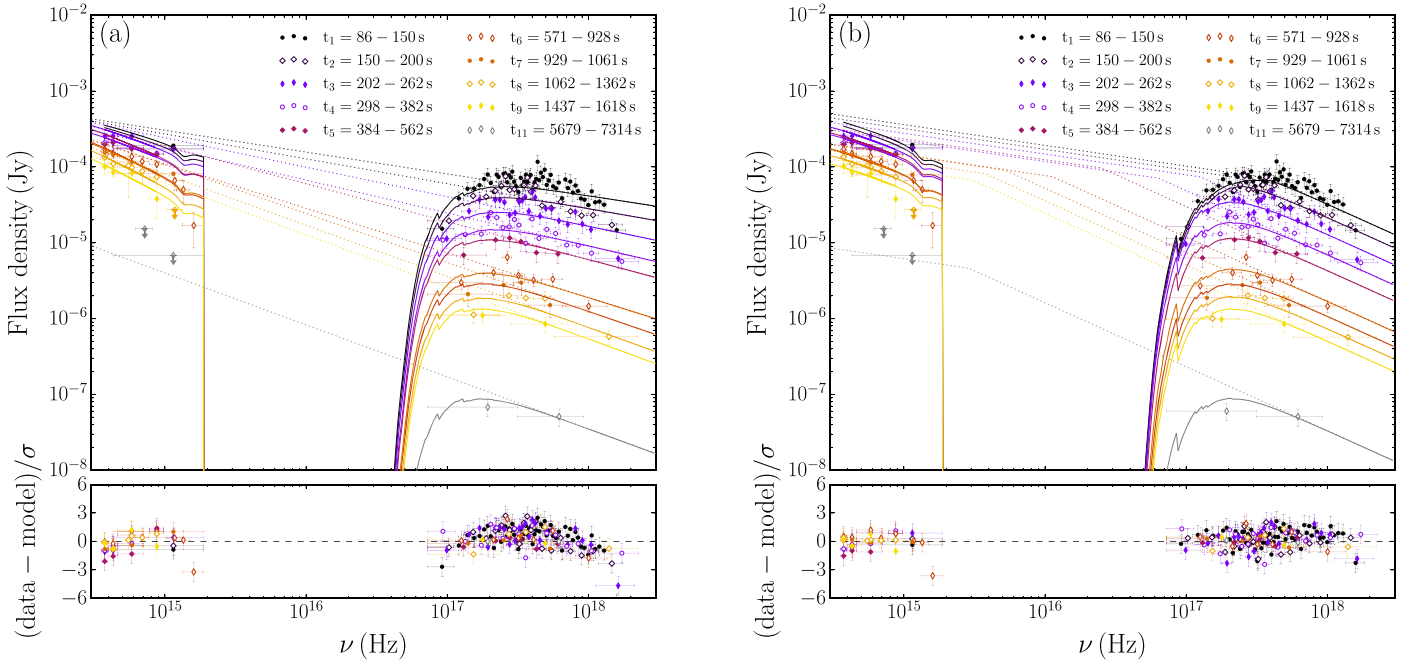 (a)
t₁ = 86 − 150 s
t₂ = 150 − 200 s
t₃ = 202 − 262 s
t₄ = 298 − 382 s
t₅ = 384 − 562 s
t₆ = 571 − 928 s
t₇ = 929 − 1061 s
t₈ = 1062 − 1362 s
t₉ = 1437 − 1618 s
t₁₁ = 5679 − 7314 s
Flux density (Jy)
10⁻²
10⁻³
10⁻⁴
10⁻⁵
10⁻⁶
10⁻⁷
10⁻⁸
(data − model)/σ
6
3
0
−3
−6
10¹⁵ 10¹⁶ 10¹⁷ 10¹⁸
ν (Hz)
(b)
t₁ = 86 − 150 s
t₂ = 150 − 200 s
t₃ = 202 − 262 s
t₄ = 298 − 382 s
t₅ = 384 − 562 s
t₆ = 571 − 928 s
t₇ = 929 − 1061 s
t₈ = 1062 − 1362 s
t₉ = 1437 − 1618 s
t₁₁ = 5679 − 7314 s
Flux density (Jy)
10⁻²
10⁻³
10⁻⁴
10⁻⁵
10⁻⁶
10⁻⁷
10⁻⁸
(data − model)/σ
6
3
0
−3
−6
10¹⁵ 10¹⁶ 10¹⁷ 10¹⁸
ν (Hz)